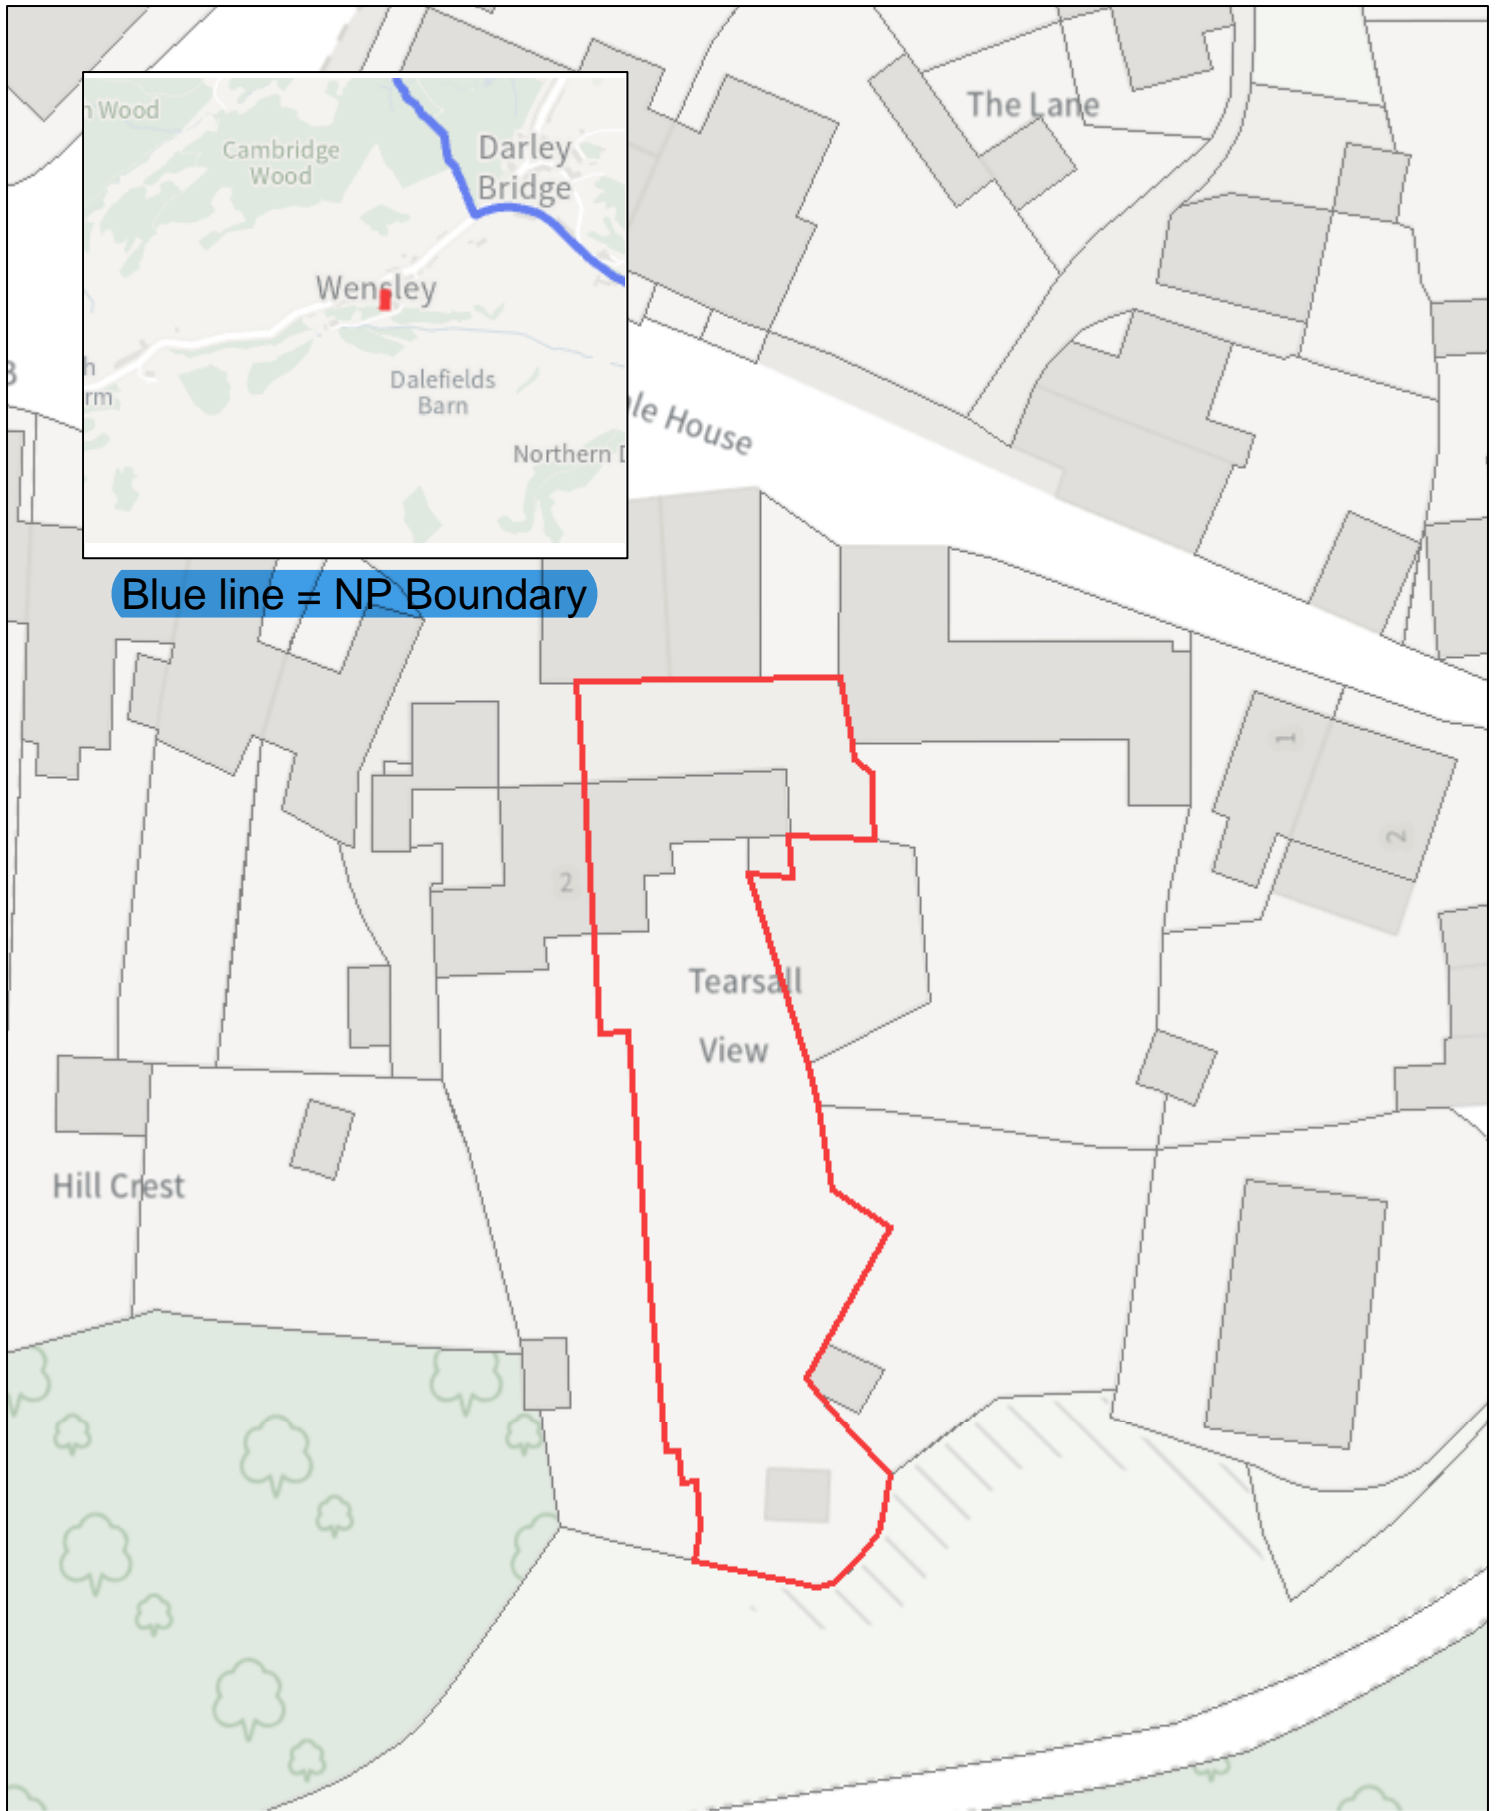 The Lane
Wood
Cambridge
Wood
Darley
Bridge
Wensley
Dalefields
Barn
Northern
House
Blue line = NP Boundary
1
2
2
Tearsall
View
Hill Crest